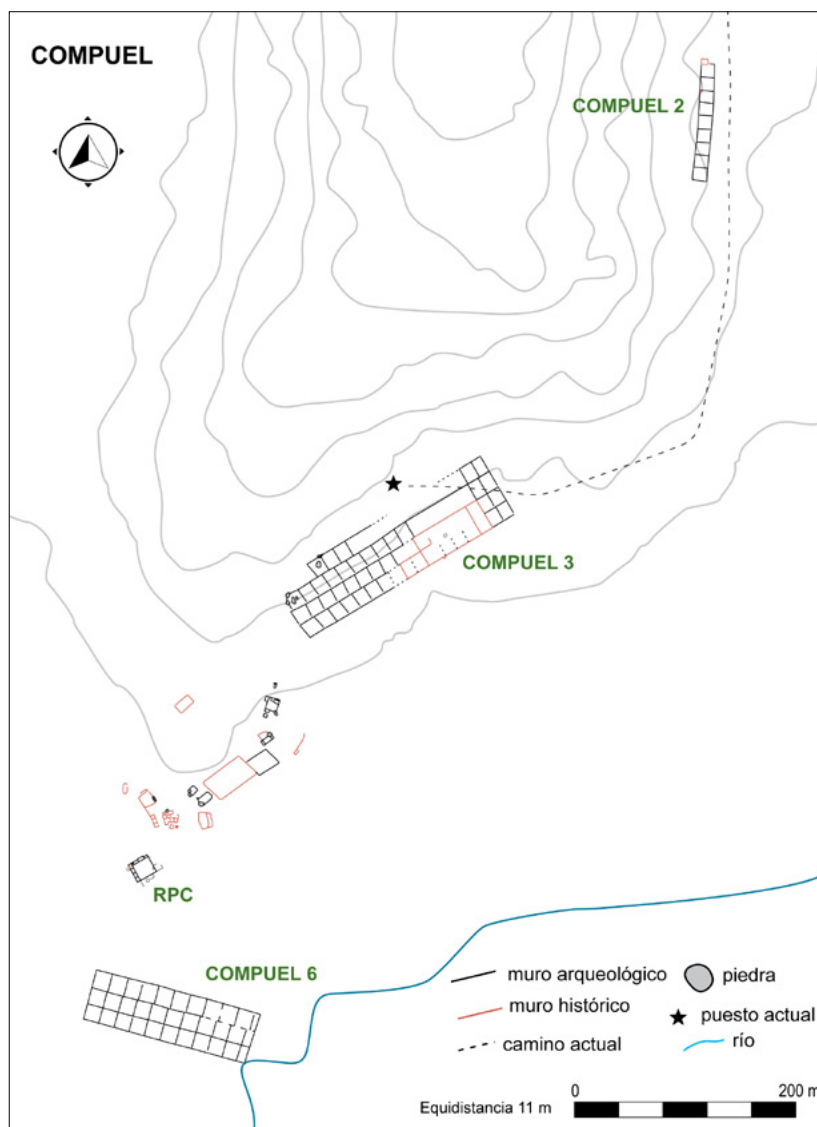 COMPUEL
COMPUEL 2
COMPUEL 3
RPC
COMPUEL 6
muro arqueológico
piedra
muro histórico
puesto actual
camino actual
río
Equidistancia 11 m
0
200 m